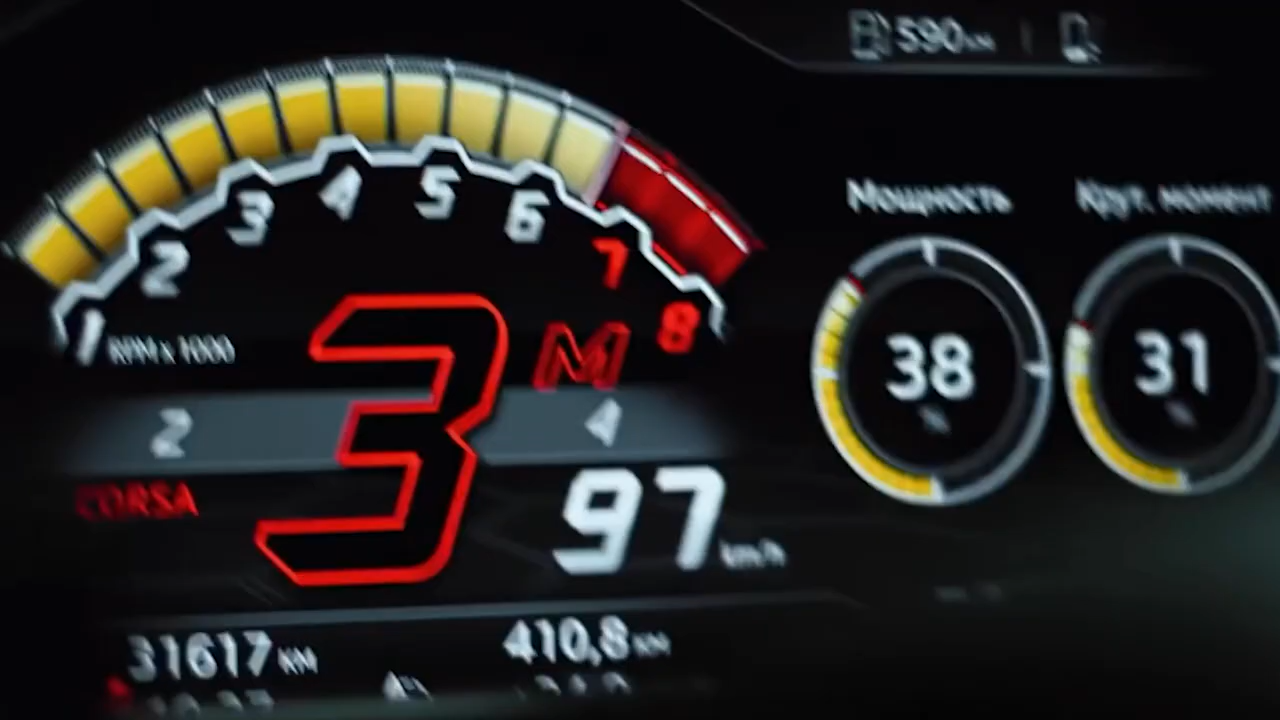 590 км
Мощность
Крут. момент
1 2 3 4 5 6 7 8
RPM x 1000
3 M
2 4
38
%
31
%
CORSA
97 km/h
31617 КМ
410,8 КМ